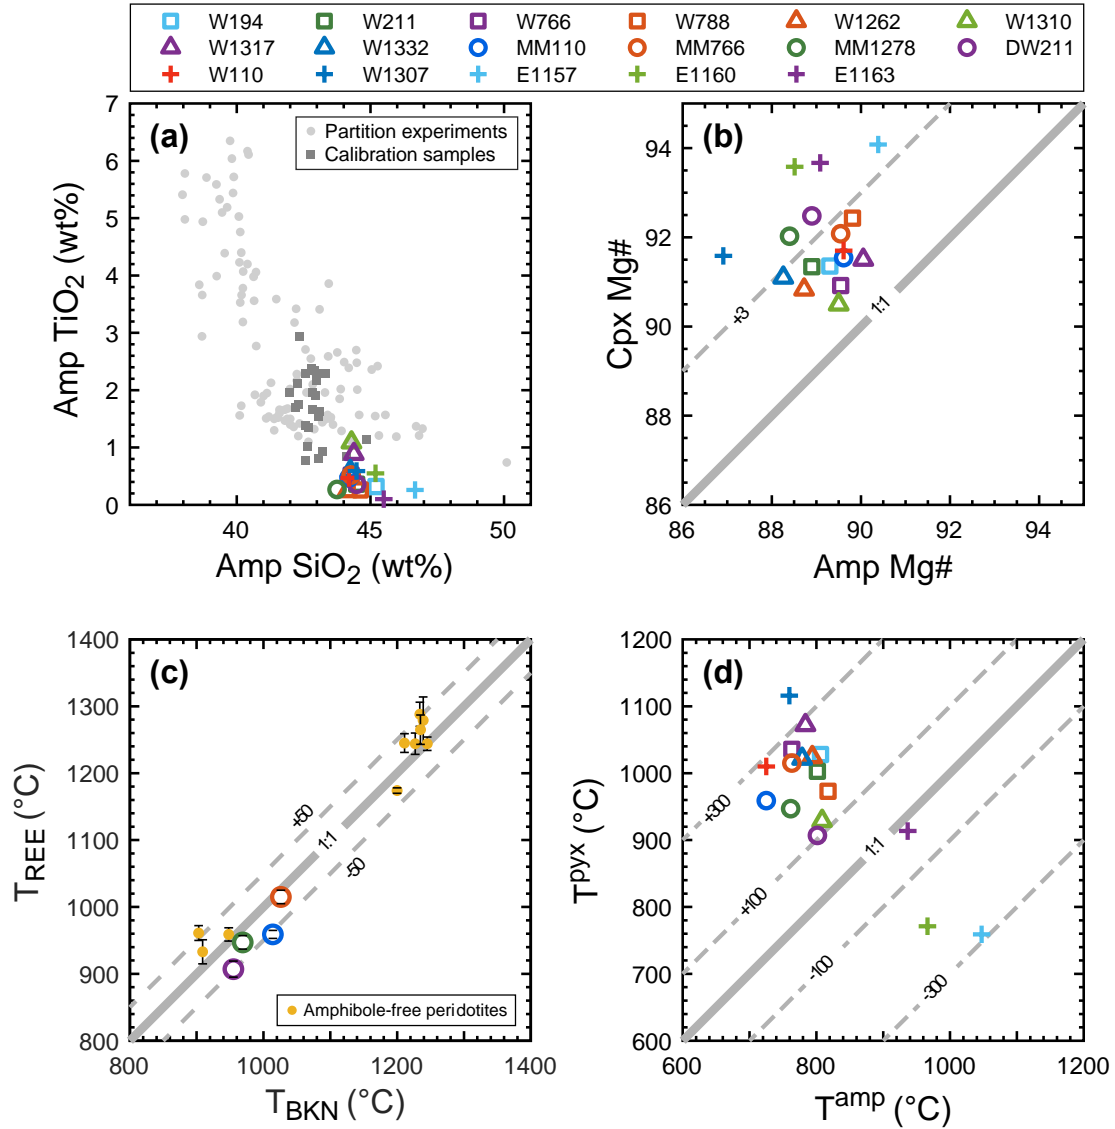 W194 W211 W766 W788 W1262 W1310
W1317 W1332 MM110 MM766 MM1278 DW211
W110 W1307 E1157 E1160 E1163
(a)
Partition experiments
Calibration samples
7
6
5
4
3
2
1
0
Amp TiO2 (wt%)
40 45 50
Amp SiO2 (wt%)
(b)
94
92
90
88
86
Cpx Mg#
+3
1:1
86 88 90 92 94
Amp Mg#
(c)
1400
1300
1200
1100
1000
900
800
TREE (°C)
+50
1:1
-50
Amphibole-free peridotites
800 1000 1200 1400
TBKN (°C)
(d)
1200
1100
1000
900
800
700
600
Tpyx (°C)
+300
+100
1:1
-100
-300
600 800 1000 1200
Tamp (°C)